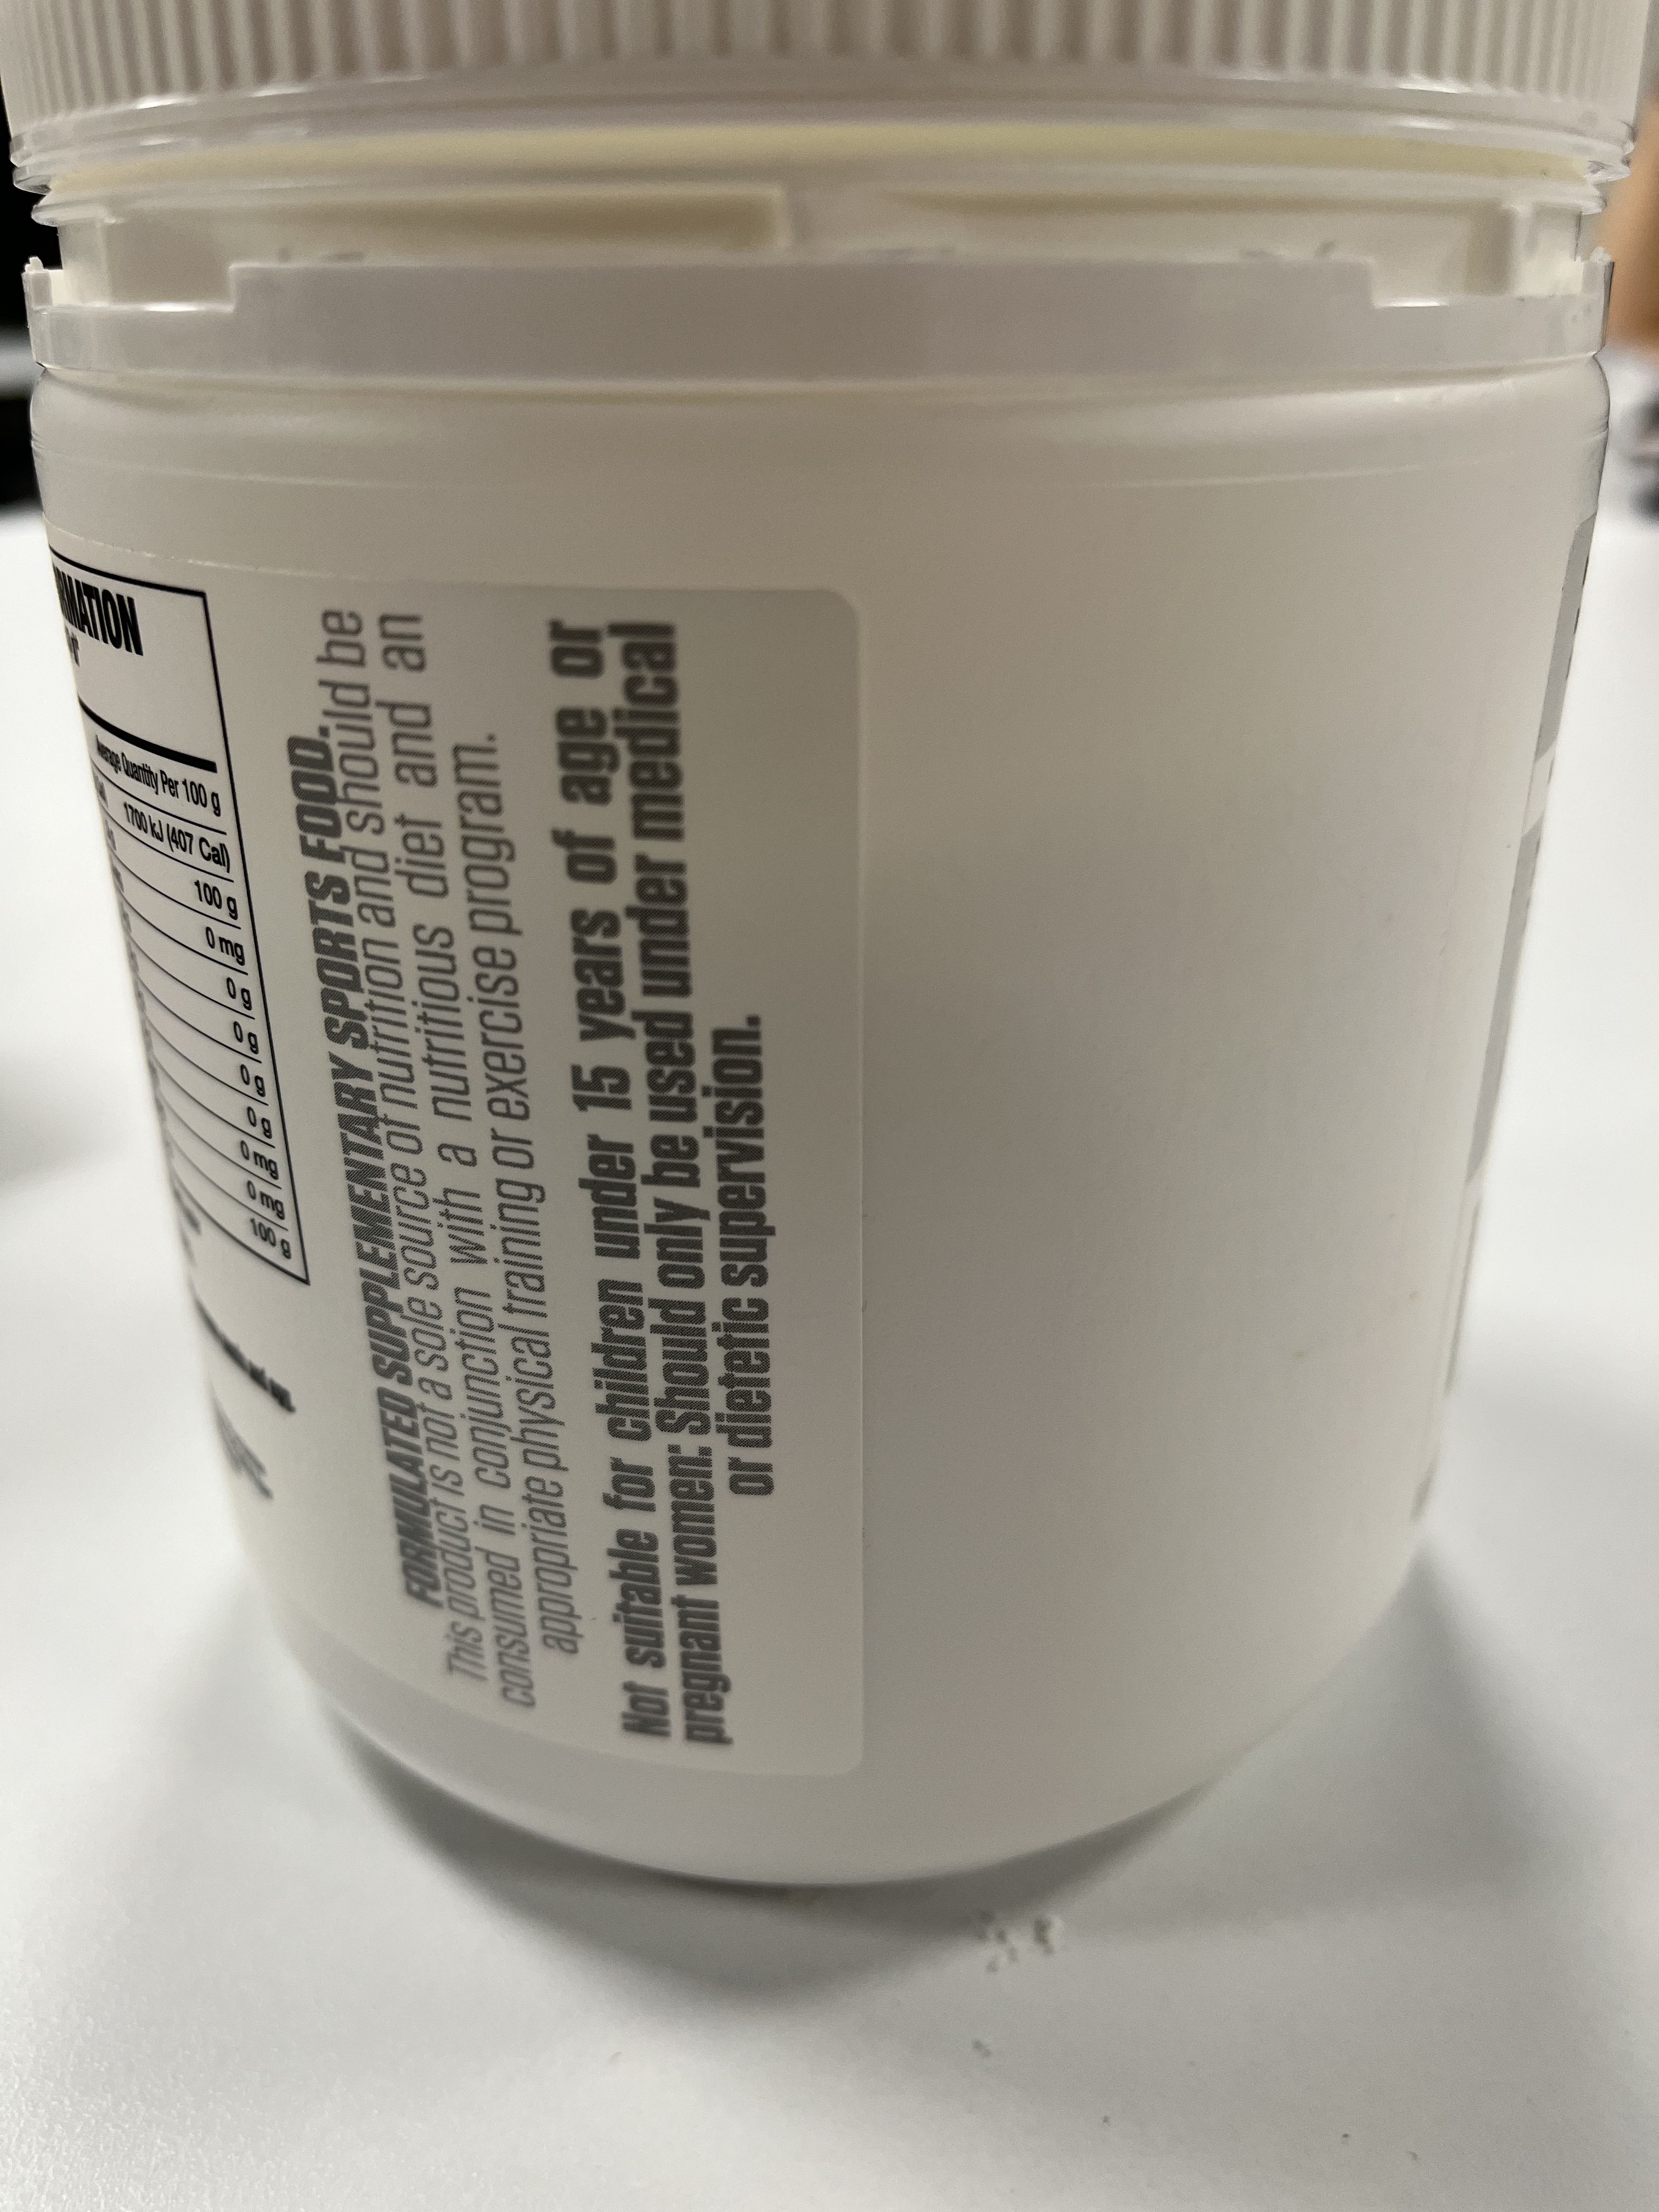 RMATION
Average Quantity Per 100 g
1700 kJ (407 Cal)
100 g
0 mg
0 g
0 g
0 g
0 g
0 mg
0 mg
100 g
FORMULATED SUPPLEMENTARY SPORTS FOOD.
This product is not a sole source of nutrition and should be
consumed in conjunction with a nutritious diet and an
appropriate physical training or exercise program.
Not suitable for children under 15 years of age or
pregnant women: Should only be used under medical
or dietetic supervision.